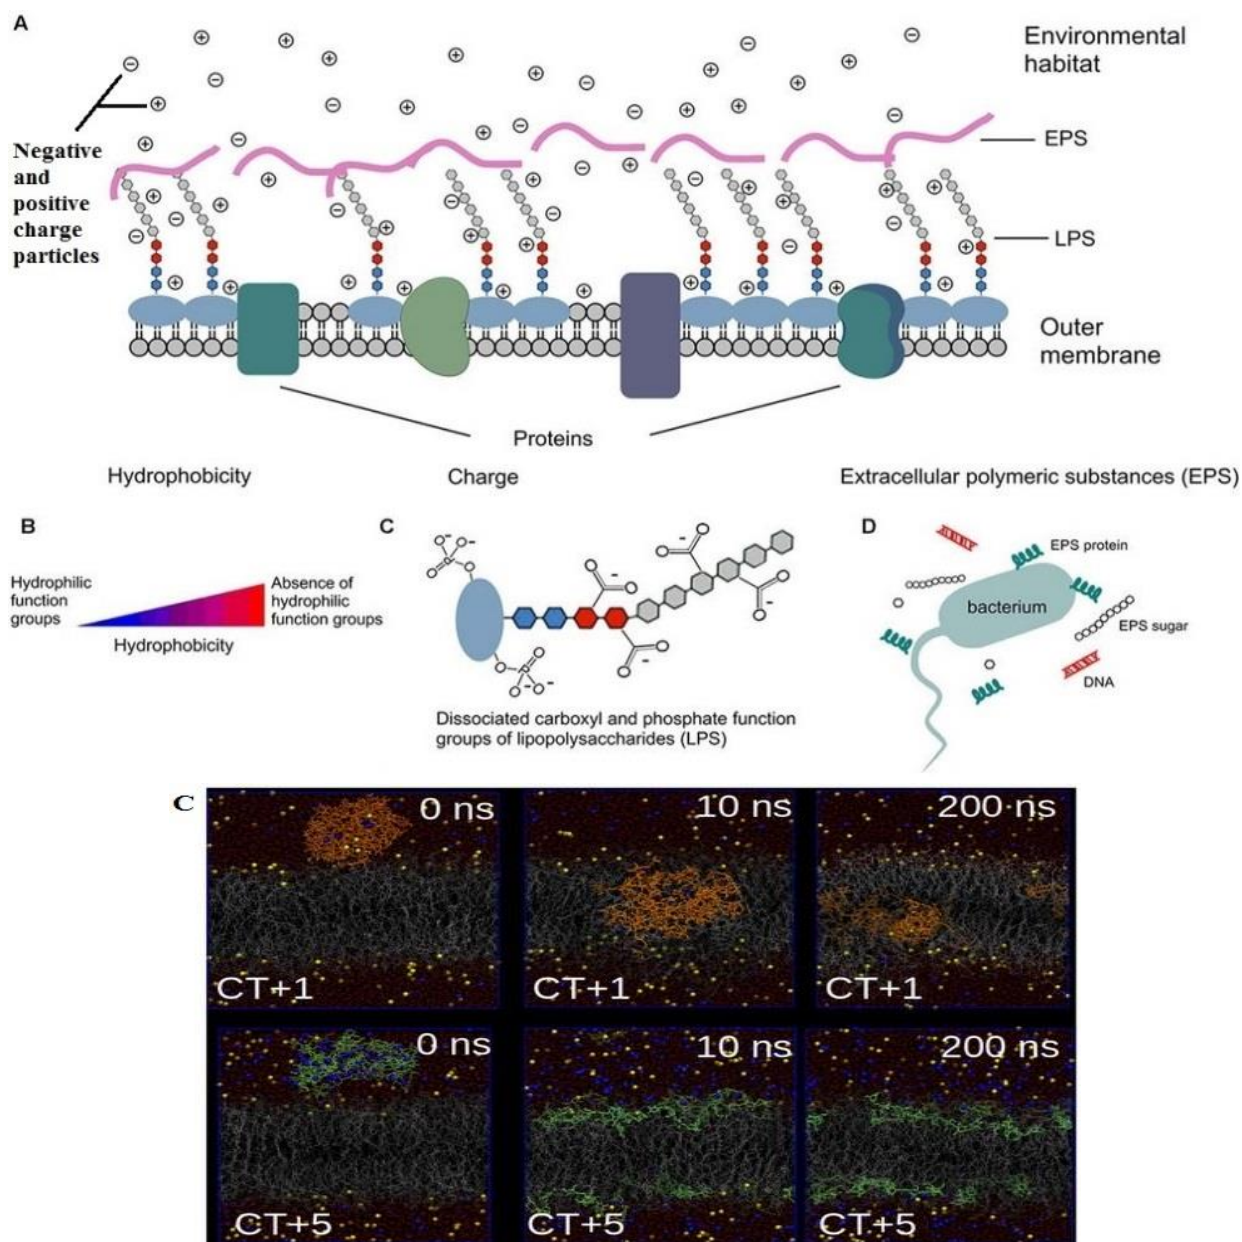 A
Environmental
habitat
Negative
and
positive
charge
particles
EPS
LPS
Outer
membrane
Proteins
Hydrophobicity
Charge
Extracellular polymeric substances (EPS)
B
Hydrophilic
function
groups
Absence of
hydrophilic
function groups
Hydrophobicity
C
O
O
-
O
O
-
O
O
-
O
O
-
O-
O-
P
O
O
O
O
P
O-
O-
Dissociated carboxyl and phosphate function
groups of lipopolysaccharides (LPS)
D
EPS protein
bacterium
EPS sugar
DNA
C
0 ns
CT+1
10 ns
CT+1
200 ns
CT+1
0 ns
CT+5
10 ns
CT+5
200 ns
CT+5